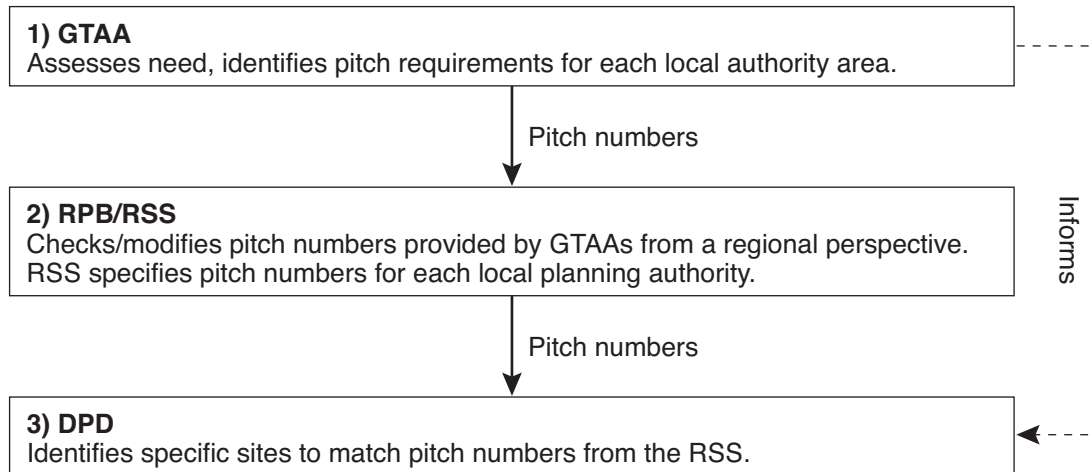 1) GTAA
Assesses need, identifies pitch requirements for each local authority area.
Pitch numbers
2) RPB/RSS
Checks/modifies pitch numbers provided by GTAAs from a regional perspective.
RSS specifies pitch numbers for each local planning authority.
Informs
Pitch numbers
3) DPD
Identifies specific sites to match pitch numbers from the RSS.